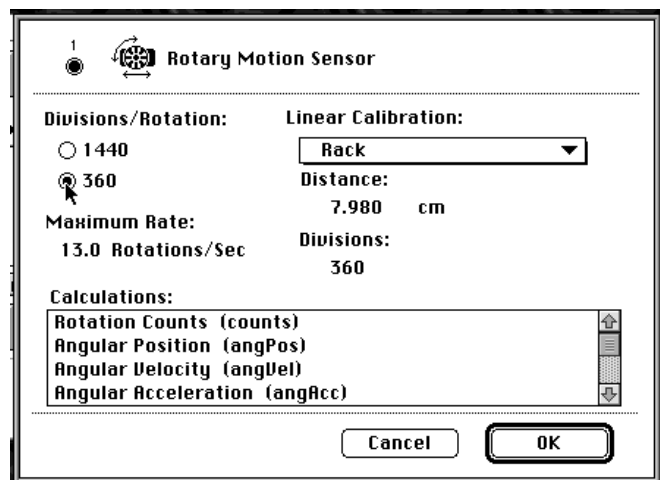 1
Rotary Motion Sensor
Divisions/Rotation:
1440
360
Maximum Rate:
13.0 Rotations/Sec
Linear Calibration:
Rack
Distance:
7.980 cm
Divisions:
360
Calculations:
Rotation Counts (counts)
Angular Position (angPos)
Angular Velocity (angVel)
Angular Acceleration (angAcc)
Cancel
OK